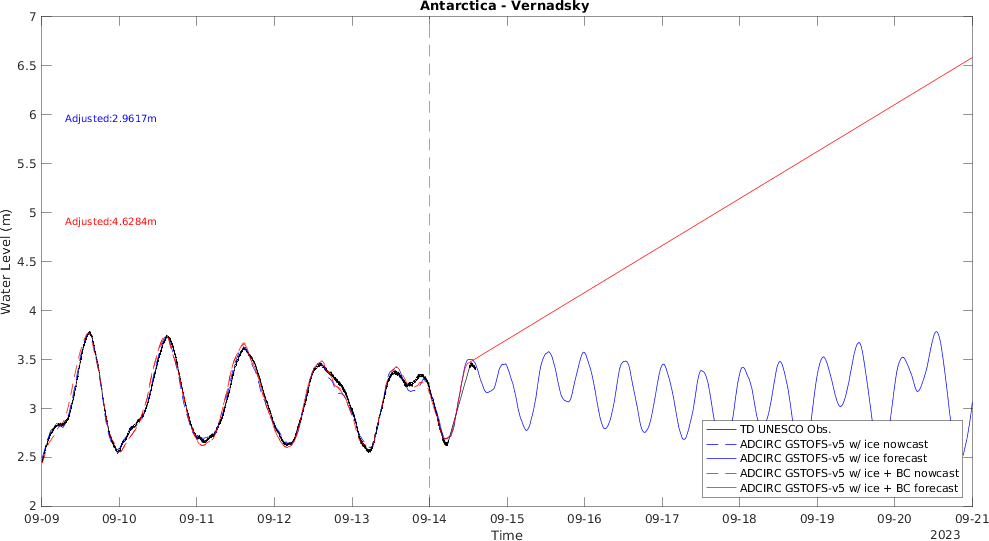 Antarctica - Vernadsky
7
6.5
6
5.5
5
4.5
4
3.5
3
2.5
2
Water Level (m)
Adjusted:2.9617m
Adjusted:4.6284m
TD UNESCO Obs.
ADCIRC GSTOFS-v5 w/ ice nowcast
ADCIRC GSTOFS-v5 w/ ice forecast
ADCIRC GSTOFS-v5 w/ ice + BC nowcast
ADCIRC GSTOFS-v5 w/ ice + BC forecast
09-09 09-10 09-11 09-12 09-13 09-14 09-15 09-16 09-17 09-18 09-19 09-20 09-21
Time
2023